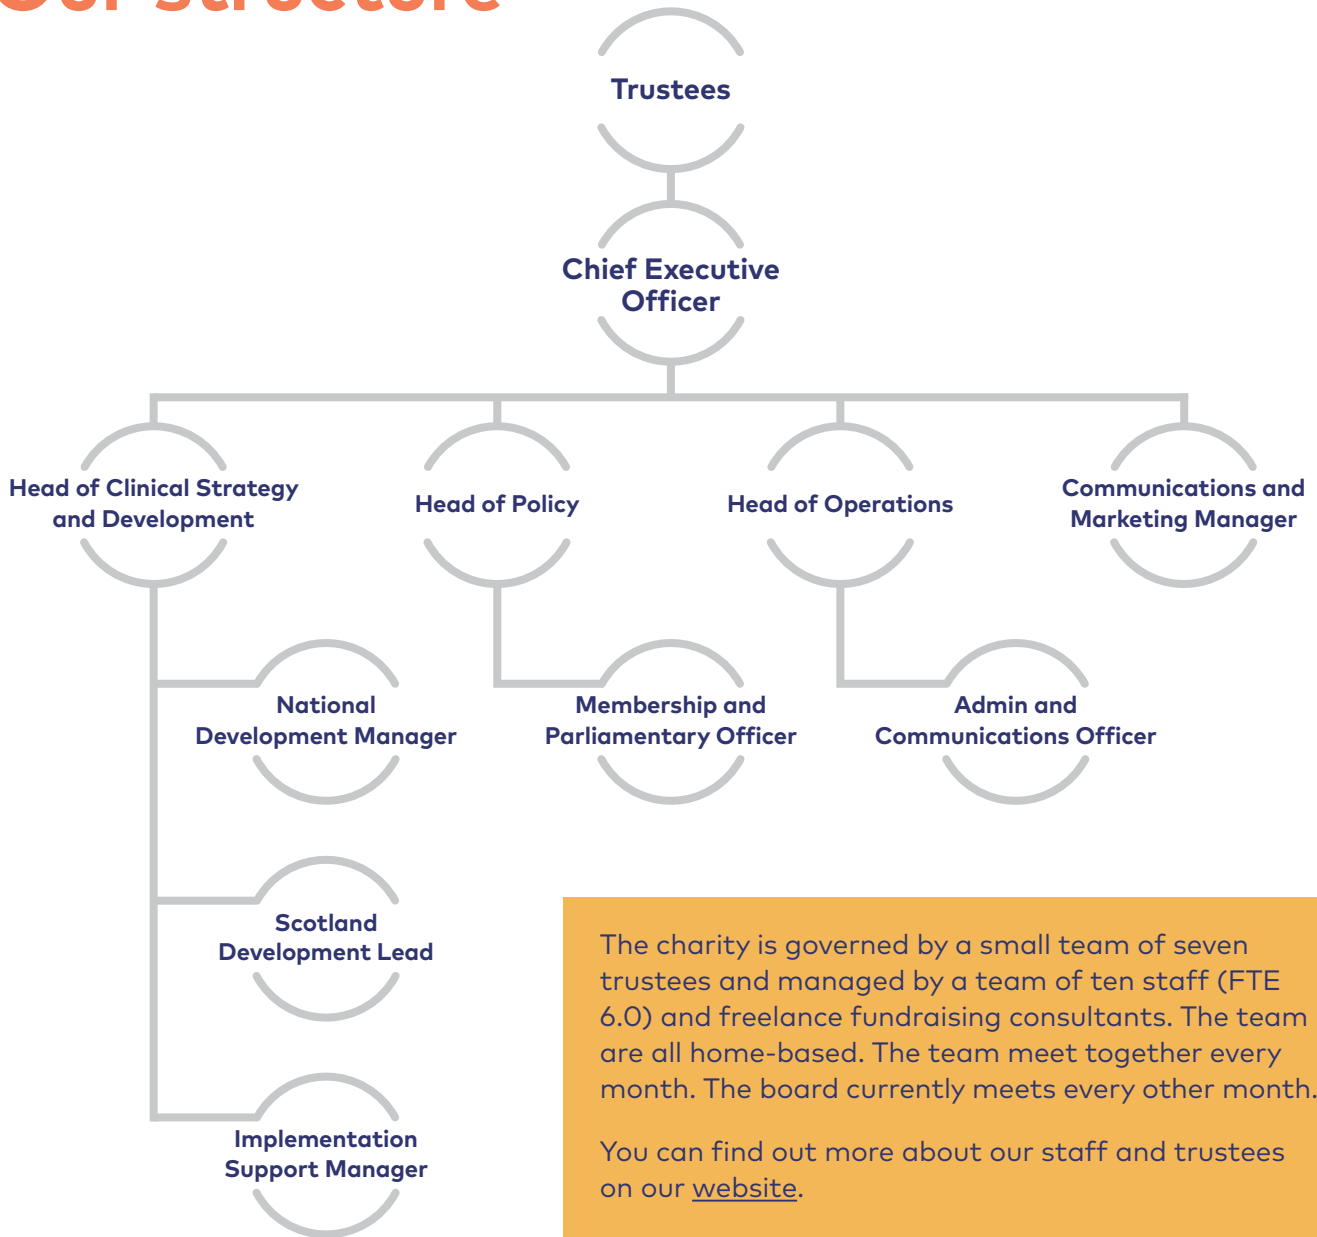 Our structure
Trustees
Chief Executive
Officer
Head of Clinical Strategy
and Development
Head of Policy
Head of Operations
Communications and
Marketing Manager
National
Development Manager
Membership and
Parliamentary Officer
Admin and
Communications Officer
Scotland
Development Lead
Implementation
Support Manager
The charity is governed by a small team of seven
trustees and managed by a team of ten staff (FTE
6.0) and freelance fundraising consultants. The team
are all home-based. The team meet together every
month. The board currently meets every other month.
You can find out more about our staff and trustees
on our website.